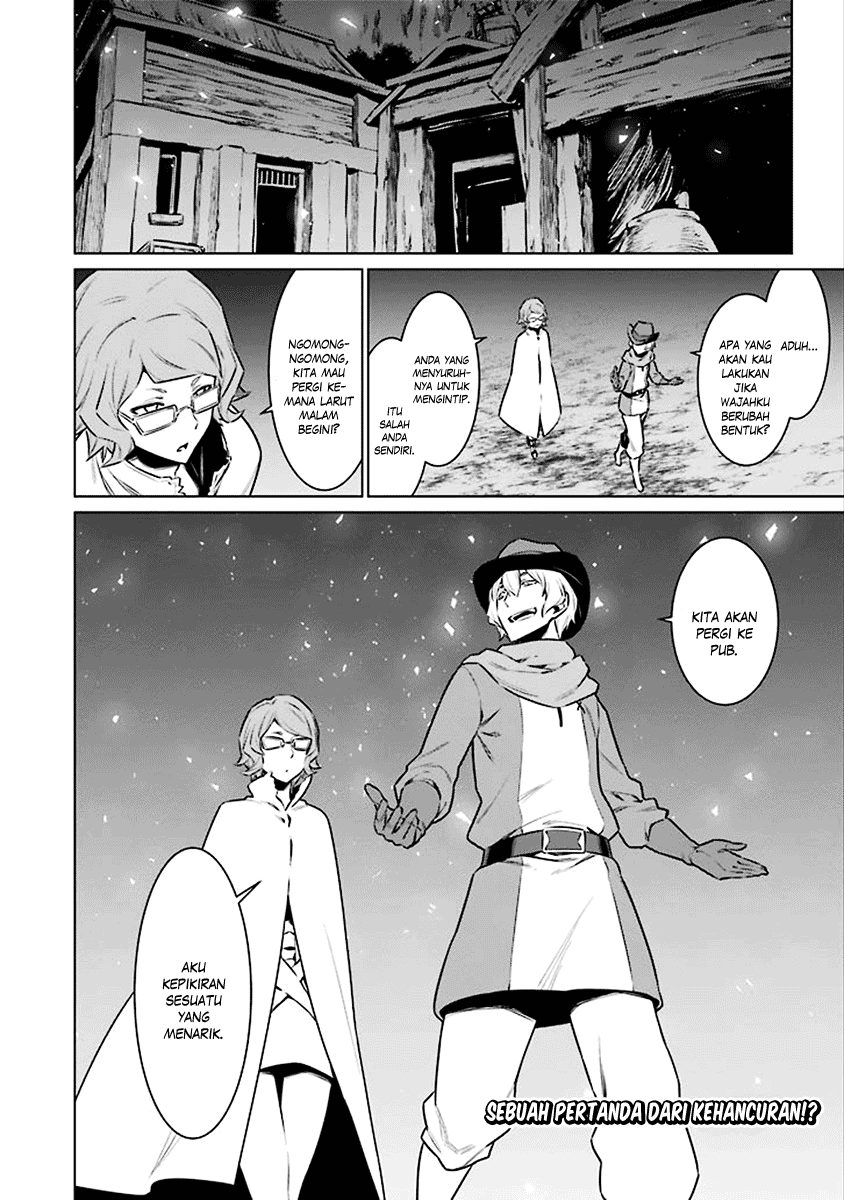 ADUH...
APA YANG
AKAN KAU
LAKUKAN
JIKA
WAJAHKU
BERUBAH
BENTUK?
ANDA YANG
MENYURUH-
NYA UNTUK
MENGINTIP.
ITU
SALAH
ANDA
SENDIRI.
NGOMONG-
NGOMONG,
KITA MAU
PERGI KE-
MANA LARUT
MALAM
BEGINI?
KITA AKAN
PERGI KE
PUB.
AKU
KEPIKIRAN
SESUATU
YANG
MENARIK.
SEBUAH PERTANDA DARI KEHANCURAN!?